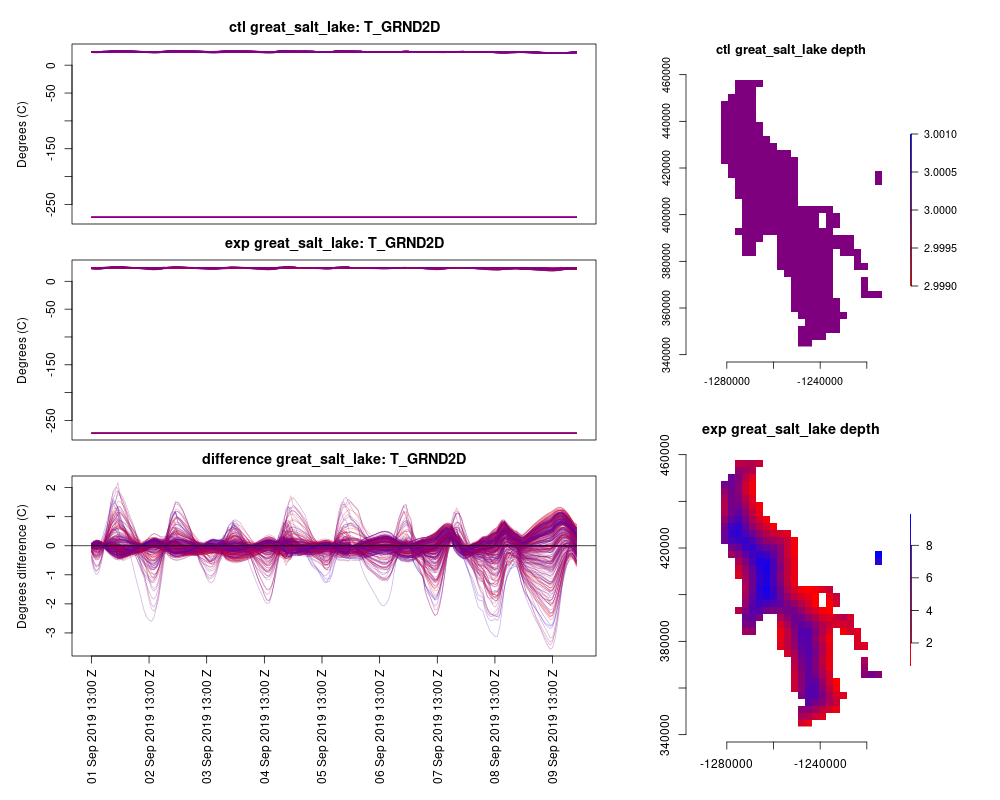 ctl great_salt_lake: T_GRND2D
Degrees (C)
0
-50
-150
-250
exp great_salt_lake: T_GRND2D
Degrees (C)
0
-50
-150
-250
difference great_salt_lake: T_GRND2D
Degrees difference (C)
2
1
0
-1
-2
-3
01 Sep 2019 13:00 Z
02 Sep 2019 13:00 Z
03 Sep 2019 13:00 Z
04 Sep 2019 13:00 Z
05 Sep 2019 13:00 Z
06 Sep 2019 13:00 Z
07 Sep 2019 13:00 Z
08 Sep 2019 13:00 Z
09 Sep 2019 13:00 Z
ctl great_salt_lake depth
460000
440000
420000
400000
380000
360000
340000
-1280000
-1240000
3.0010
3.0005
3.0000
2.9995
2.9990
exp great_salt_lake depth
460000
420000
380000
340000
-1280000
-1240000
8
6
4
2